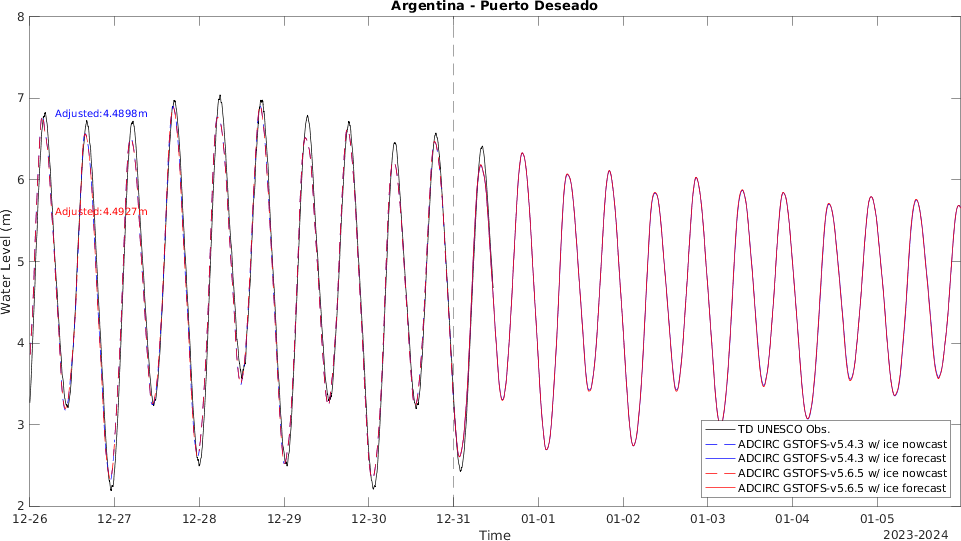 Argentina - Puerto Deseado
Water Level (m)
8
7
6
5
4
3
2
Adjusted:4.4898m
Adjusted:4.4927m
TD UNESCO Obs.
ADCIRC GSTOFS-v5.4.3 w/ ice nowcast
ADCIRC GSTOFS-v5.4.3 w/ ice forecast
ADCIRC GSTOFS-v5.6.5 w/ ice nowcast
ADCIRC GSTOFS-v5.6.5 w/ ice forecast
12-26 12-27 12-28 12-29 12-30 12-31 01-01 01-02 01-03 01-04 01-05
Time
2023-2024